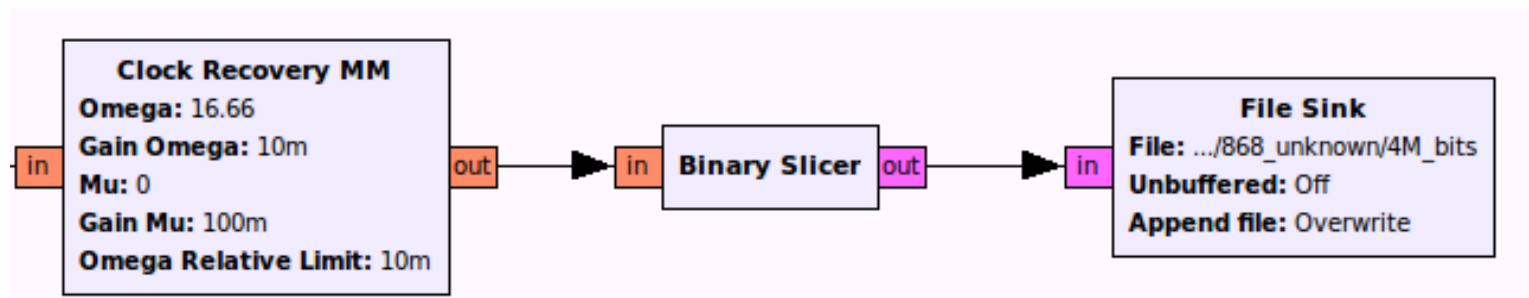 Clock Recovery MM
Omega: 16.66
Gain Omega: 10m
Mu: 0
Gain Mu: 100m
Omega Relative Limit: 10m
in
out
in
Binary Slicer
out
in
File Sink
File: .../868_unknown/4M_bits
Unbuffered: Off
Append file: Overwrite